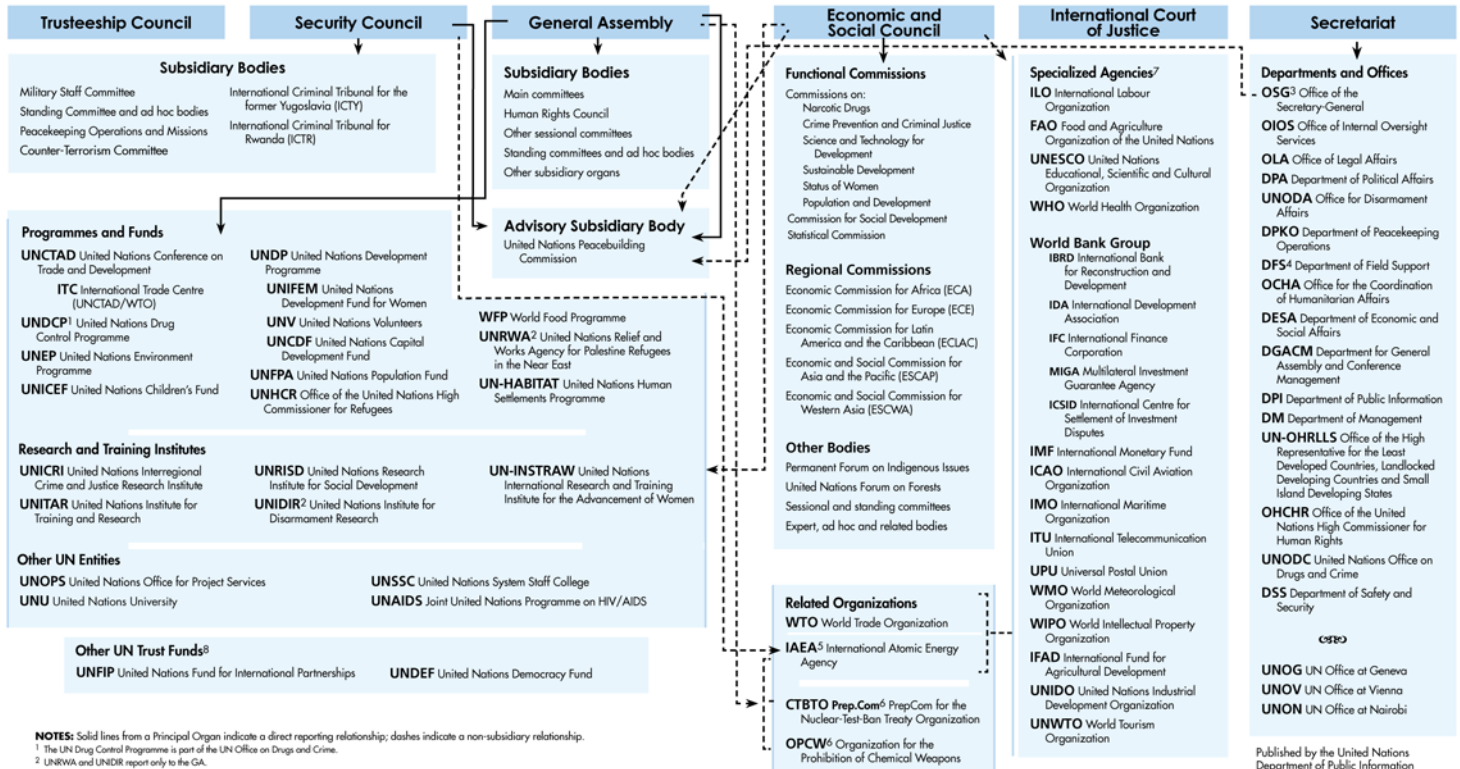 Trusteeship Council
Security Council
General Assembly
Economic and
Social Council
International Court
of Justice
Secretariat
Subsidiary Bodies
Military Staff Committee
Standing Committee and ad hoc bodies
Peacekeeping Operations and Missions
Counter-Terrorism Committee
International Criminal Tribunal for the
former Yugoslavia (ICTY)
International Criminal Tribunal for
Rwanda (ICTR)
Subsidiary Bodies
Main committees
Human Rights Council
Other sessional committees
Standing committees and ad hoc bodies
Other subsidiary organs
Advisory Subsidiary Body
United Nations Peacebuilding
Commission
Programmes and Funds
UNCTAD United Nations Conference on
Trade and Development
ITC International Trade Centre
(UNCTAD/WTO)
UNDCP¹ United Nations Drug
Control Programme
UNEP United Nations Environment
Programme
UNICEF United Nations Children's Fund
UNDP United Nations Development
Programme
UNIFEM United Nations
Development Fund for Women
UNV United Nations Volunteers
UNCDF United Nations Capital
Development Fund
UNFPA United Nations Population Fund
UNHCR Office of the United Nations High
Commissioner for Refugees
WFP World Food Programme
UNRWA² United Nations Relief and
Works Agency for Palestine Refugees
in the Near East
UN-HABITAT United Nations Human
Settlements Programme
Research and Training Institutes
UNICRI United Nations Interregional
Crime and Justice Research Institute
UNITAR United Nations Institute for
Training and Research
UNRISD United Nations Research
Institute for Social Development
UNIDIR² United Nations Institute for
Disarmament Research
UN-INSTRAW United Nations
International Research and Training
Institute for the Advancement of Women
Other UN Entities
UNOPS United Nations Office for Project Services
UNU United Nations University
UNSSC United Nations System Staff College
UNAIDS Joint United Nations Programme on HIV/AIDS
Other UN Trust Funds⁸
UNFIP United Nations Fund for International Partnerships
UNDEF United Nations Democracy Fund
NOTES: Solid lines from a Principal Organ indicate a direct reporting relationship; dashes indicate a non-subsidiary relationship.
¹ The UN Drug Control Programme is part of the UN Office on Drugs and Crime.
² UNRWA and UNIDIR report only to the GA.
Functional Commissions
Commissions on:
Narcotic Drugs
Crime Prevention and Criminal Justice
Science and Technology for
Development
Sustainable Development
Status of Women
Population and Development
Commission for Social Development
Statistical Commission
Regional Commissions
Economic Commission for Africa (ECA)
Economic Commission for Europe (ECE)
Economic Commission for Latin
America and the Caribbean (ECLAC)
Economic and Social Commission for
Asia and the Pacific (ESCAP)
Economic and Social Commission for
Western Asia (ESCWA)
Other Bodies
Permanent Forum on Indigenous Issues
United Nations Forum on Forests
Sessional and standing committees
Expert, ad hoc and related bodies
Related Organizations
WTO World Trade Organization
IAEA⁵ International Atomic Energy
Agency
CTBTO Prep.Com⁶ PrepCom for the
Nuclear-Test-Ban Treaty Organization
OPCW⁶ Organization for the
Prohibition of Chemical Weapons
Specialized Agencies⁷
ILO International Labour
Organization
FAO Food and Agriculture
Organization of the United Nations
UNESCO United Nations
Educational, Scientific and Cultural
Organization
WHO World Health Organization
World Bank Group
IBRD International Bank
for Reconstruction and
Development
IDA International Development
Association
IFC International Finance
Corporation
MIGA Multilateral Investment
Guarantee Agency
ICSID International Centre for
Settlement of Investment
Disputes
IMF International Monetary Fund
ICAO International Civil Aviation
Organization
IMO International Maritime
Organization
ITU International Telecommunication
Union
UPU Universal Postal Union
WMO World Meteorological
Organization
WIPO World Intellectual Property
Organization
IFAD International Fund for
Agricultural Development
UNIDO United Nations Industrial
Development Organization
UNWTO World Tourism
Organization
Departments and Offices
OSG³ Office of the
Secretary-General
OIOS Office of Internal Oversight
Services
OLA Office of Legal Affairs
DPA Department of Political Affairs
UNODA Office for Disarmament
Affairs
DPKO Department of Peacekeeping
Operations
DFS⁴ Department of Field Support
OCHA Office for the Coordination
of Humanitarian Affairs
DESA Department of Economic and
Social Affairs
DGACM Department for General
Assembly and Conference
Management
DPI Department of Public Information
DM Department of Management
UN-OHRLLS Office of the High
Representative for the Least
Developed Countries, Landlocked
Developing Countries and Small
Island Developing States
OHCHR Office of the United
Nations High Commissioner for
Human Rights
UNODC United Nations Office on
Drugs and Crime
DSS Department of Safety and
Security
UNOG UN Office at Geneva
UNOV UN Office at Vienna
UNON UN Office at Nairobi
Published by the United Nations
Department of Public Information